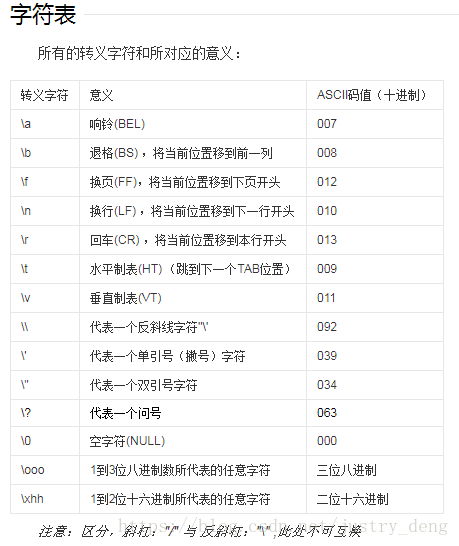 字符表
所有的转义字符和所对应的意义：
转义字符 意义 ASCII码值（十进制）
\a 响铃(BEL) 007
\b 退格(BS) ，将当前位置移到前一列 008
\f 换页(FF)，将当前位置移到下页开头 012
\n 换行(LF) ，将当前位置移到下一行开头 010
\r 回车(CR) ，将当前位置移到本行开头 013
\t 水平制表(HT) （跳到下一个TAB位置） 009
\v 垂直制表(VT) 011
\\ 代表一个反斜线字符"\' 092
\' 代表一个单引号（撇号）字符 039
\" 代表一个双引号字符 034
\? 代表一个问号 063
\0 空字符(NULL) 000
\ooo 1到3位八进制数所代表的任意字符 三位八进制
\xhh 1到2位十六进制所代表的任意字符 二位十六进制
注意：区分，斜杠："/" 与 反斜杠："\" ,此处不可互换